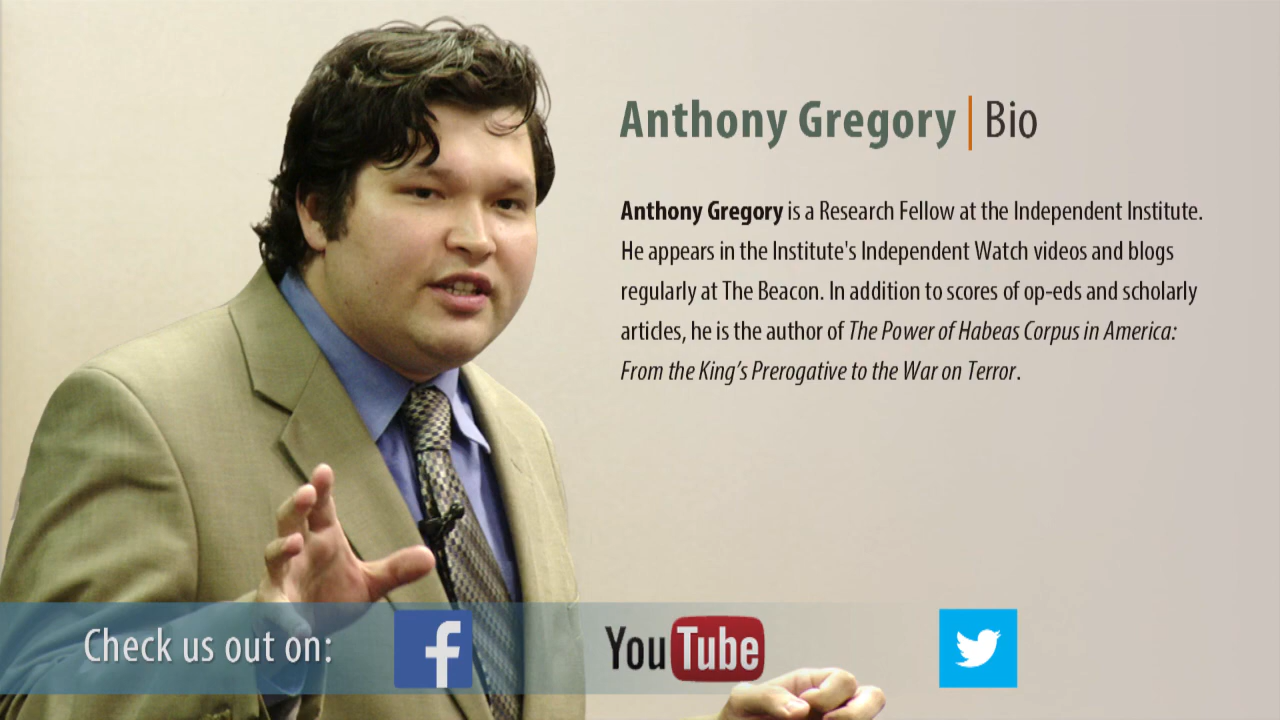 Anthony Gregory | Bio
Anthony Gregory is a Research Fellow at the Independent Institute.
He appears in the Institute's Independent Watch videos and blogs
regularly at The Beacon. In addition to scores of op-eds and scholarly
articles, he is the author of The Power of Habeas Corpus in America:
From the King’s Prerogative to the War on Terror.
Check us out on: f YouTube